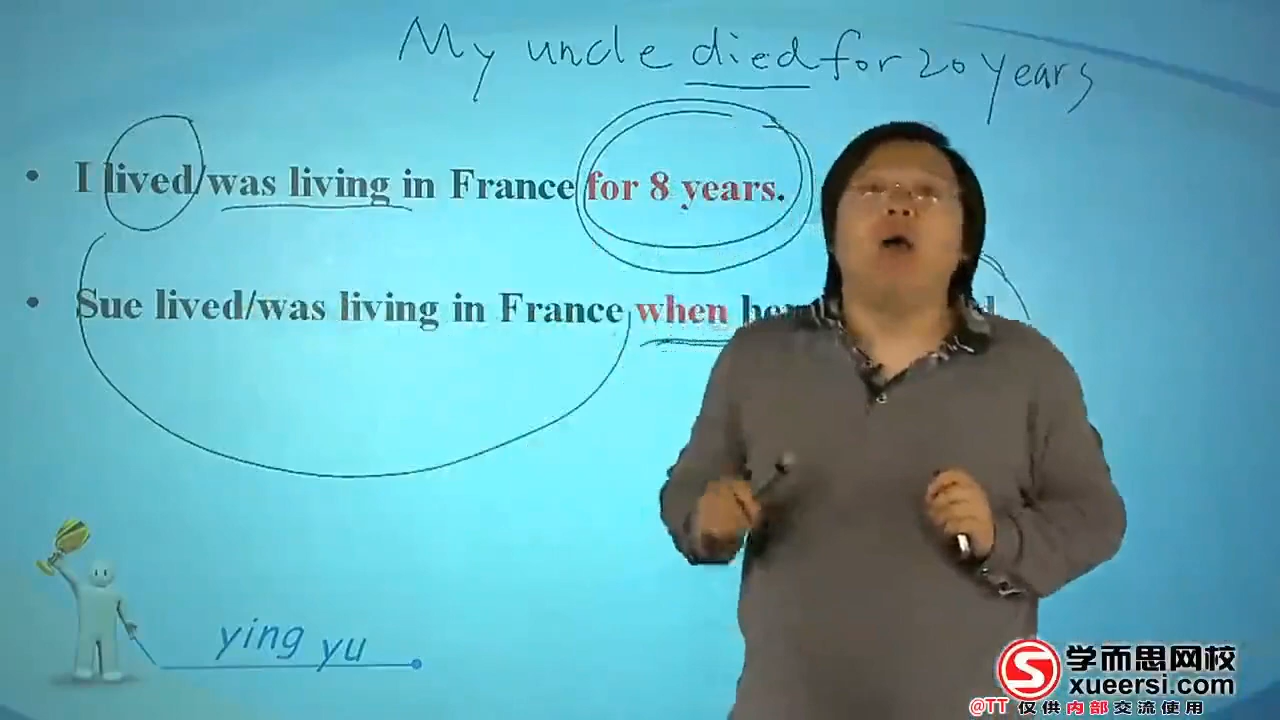 My uncle died for 20 years
• I lived/was living in France for 8 years.
• Sue lived/was living in France when
ying yu
学而思网校
xueersi.com
@TT 仅供内部交流使用